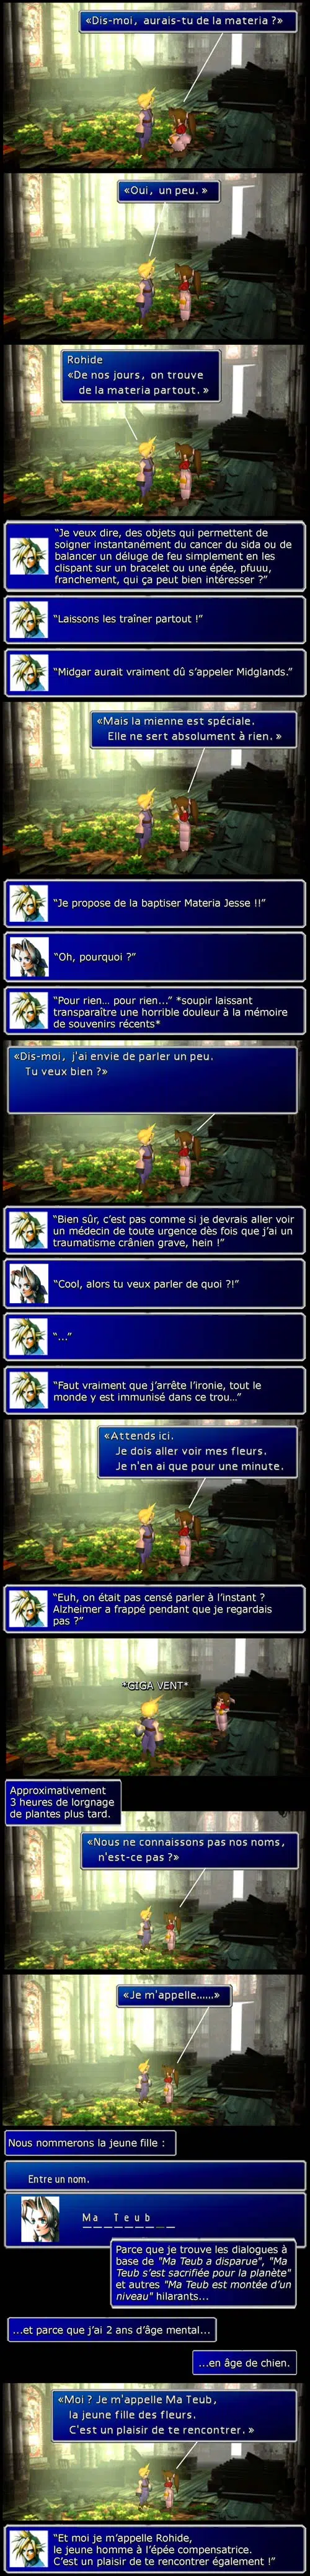 «Dis-moi, aurais-tu de la materia ?»
«Oui, un peu. »
Rohide
«De nos jours, on trouve
de la materia partout. »
“Je veux dire, des objets qui permettent de
soigner instantanément du cancer du sida ou de
balancer un déluge de feu simplement en les
clispant sur un bracelet ou une épée, pfuuu,
franchement, qui ça peut bien intéresser ?”
“Laissons les traîner partout !”
“Midgar aurait vraiment dû s’appeler Midglands.”
«Mais la mienne est spéciale.
Elle ne sert absolument à rien. »
“Je propose de la baptiser Materia Jesse !!”
“Oh, pourquoi ?”
“Pour rien… pour rien...” *soupir laissant
transparaître une horrible douleur à la mémoire
de souvenirs récents*
«Dis-moi, j'ai envie de parler un peu.
Tu veux bien ?»
“Bien sûr, c’est pas comme si je devrais aller voir
un médecin de toute urgence dès fois que j’ai un
traumatisme crânien grave, hein !”
“Cool, alors tu veux parler de quoi ?!”
“...”
“Faut vraiment que j’arrête l’ironie, tout le
monde y est immunisé dans ce trou…”
«Attends ici.
Je dois aller voir mes fleurs.
Je n'en ai que pour une minute.
“Euh, on était pas censé parler à l’instant ?
Alzheimer a frappé pendant que je regardais
pas ?”
*GIGA VENT*
Approximativement
3 heures de lorgnage
de plantes plus tard.
«Nous ne connaissons pas nos noms,
n'est-ce pas ?»
«Je m'appelle......»
Nous nommerons la jeune fille :
Entre un nom.
Ma Teub
Parce que je trouve les dialogues à
base de "Ma Teub a disparue", "Ma
Teub s’est sacrifiée pour la planète"
et autres "Ma Teub est montée d’un
niveau" hilarants...
...et parce que j’ai 2 ans d’âge mental...
...en âge de chien.
«Moi ? Je m'appelle Ma Teub,
la jeune fille des fleurs.
C'est un plaisir de te rencontrer. »
“Et moi je m’appelle Rohide,
le jeune homme à l’épée compensatrice.
C’est un plaisir de te rencontrer également !”